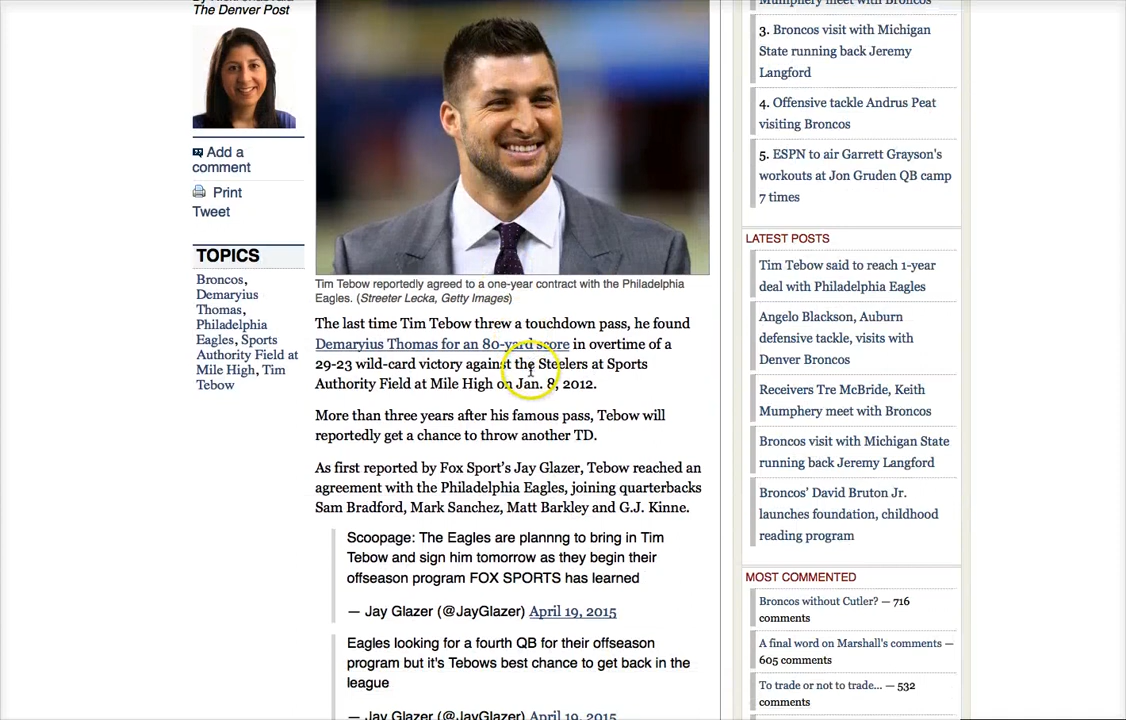 The Denver Post
Add a
comment
Print
Tweet
TOPICS
Broncos,
Demaryius
Thomas,
Philadelphia
Eagles, Sports
Authority Field at
Mile High, Tim
Tebow
Tim Tebow reportedly agreed to a one-year contract with the Philadelphia
Eagles. (Streeter Lecka, Getty Images)
The last time Tim Tebow threw a touchdown pass, he found
Demaryius Thomas for an 80-yard score in overtime of a
29-23 wild-card victory against the Steelers at Sports
Authority Field at Mile High on Jan. 8, 2012.
More than three years after his famous pass, Tebow will
reportedly get a chance to throw another TD.
As first reported by Fox Sport's Jay Glazer, Tebow reached an
agreement with the Philadelphia Eagles, joining quarterbacks
Sam Bradford, Mark Sanchez, Matt Barkley and G.J. Kinne.
Scoopage: The Eagles are plannng to bring in Tim
Tebow and sign him tomorrow as they begin their
offseason program FOX SPORTS has learned
— Jay Glazer (@JayGlazer) April 19, 2015
Eagles looking for a fourth QB for their offseason
program but it's Tebows best chance to get back in the
league
— Jay Glazer (@JayGlazer) April 19, 2015
Mumphery meet with Broncos
3. Broncos visit with Michigan
State running back Jeremy
Langford
4. Offensive tackle Andrus Peat
visiting Broncos
5. ESPN to air Garrett Grayson's
workouts at Jon Gruden QB camp
7 times
LATEST POSTS
Tim Tebow said to reach 1-year
deal with Philadelphia Eagles
Angelo Blackson, Auburn
defensive tackle, visits with
Denver Broncos
Receivers Tre McBride, Keith
Mumphery meet with Broncos
Broncos visit with Michigan State
running back Jeremy Langford
Broncos' David Bruton Jr.
launches foundation, childhood
reading program
MOST COMMENTED
Broncos without Cutler? — 716
comments
A final word on Marshall's comments —
605 comments
To trade or not to trade... — 532
comments